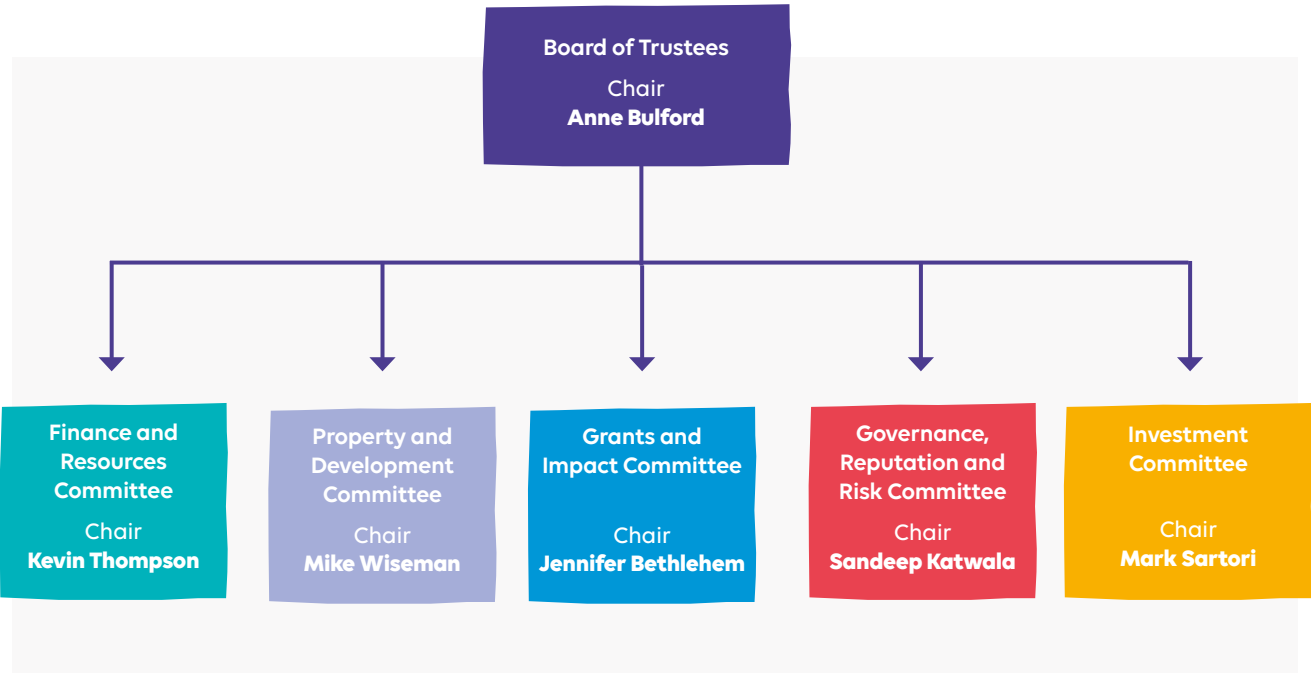 Board of Trustees
Chair
Anne Bulford
Finance and
Resources
Committee
Chair
Kevin Thompson
Property and
Development
Committee
Chair
Mike Wiseman
Grants and
Impact Committee
Chair
Jennifer Bethlehem
Governance,
Reputation and
Risk Committee
Chair
Sandeep Katwala
Investment
Committee
Chair
Mark Sartori